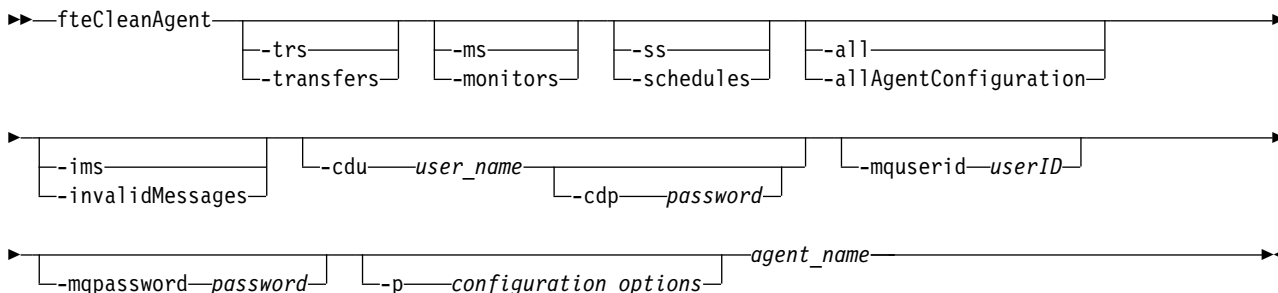 fteCleanAgent
-trs -ms -ss -all
-transfers -monitors -schedules -allAgentConfiguration
-ims -cdu user_name -mquserid userID
-invalidMessages -cdp password
agent_name
-mqpassword password -p configuration options